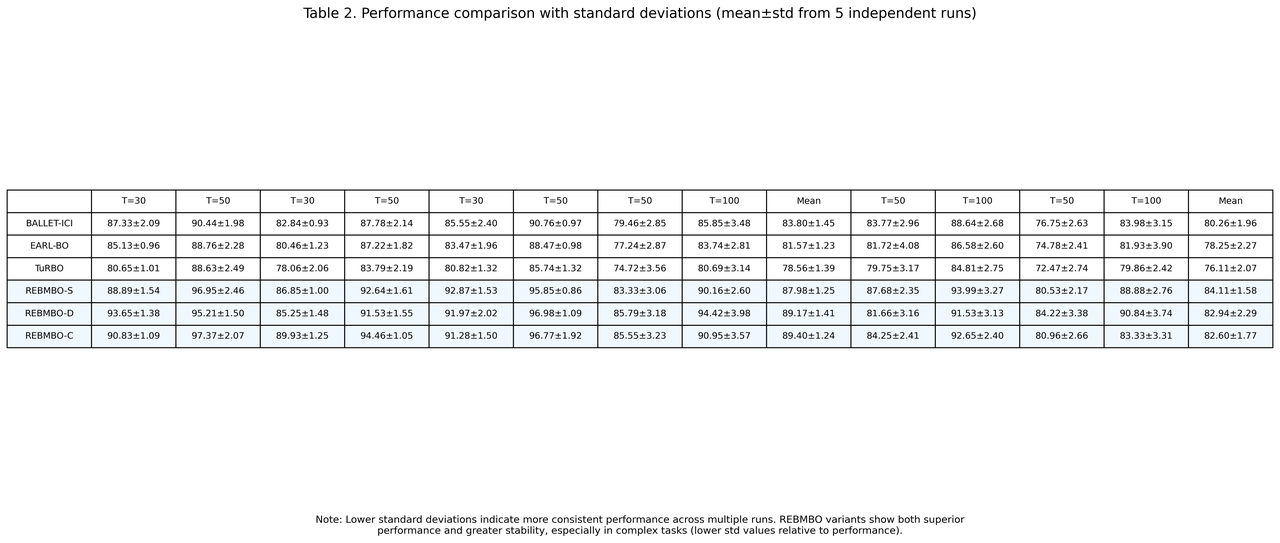 Table 2. Performance comparison with standard deviations (mean±std from 5 independent runs)
T=30 T=50 T=30 T=50 T=30 T=50 T=50 T=100 Mean T=50 T=100 T=50 T=100 Mean
BALLET-ICI 87.33±2.09 90.44±1.98 82.84±0.93 87.78±2.14 85.55±2.40 90.76±0.97 79.46±2.85 85.85±3.48 83.80±1.45 83.77±2.96 88.64±2.68 76.75±2.63 83.98±3.15 80.26±1.96
EARL-BO 85.13±0.96 88.76±2.28 80.46±1.23 87.22±1.82 83.47±1.96 88.47±0.98 77.24±2.87 83.74±2.81 81.57±1.23 81.72±4.08 86.58±2.60 74.78±2.41 81.93±3.90 78.25±2.27
TuRBO 80.65±1.01 88.63±2.49 78.06±2.06 83.79±2.19 80.82±1.32 85.74±1.32 74.72±3.56 80.69±3.14 78.56±1.39 79.75±3.17 84.81±2.75 72.47±2.74 79.86±2.42 76.11±2.07
REBMBO-S 88.89±1.54 96.95±2.46 86.85±1.00 92.64±1.61 92.87±1.53 95.85±0.86 83.33±3.06 90.16±2.60 87.98±1.25 87.68±2.35 93.99±3.27 80.53±2.17 88.88±2.76 84.11±1.58
REBMBO-D 93.65±1.38 95.21±1.50 85.25±1.48 91.53±1.55 91.97±2.02 96.98±1.09 85.79±3.18 94.42±3.98 89.17±1.41 81.66±3.16 91.53±3.13 84.22±3.38 90.84±3.74 82.94±2.29
REBMBO-C 90.83±1.09 97.37±2.07 89.93±1.25 94.46±1.05 91.28±1.50 96.77±1.92 85.55±3.23 90.95±3.57 89.40±1.24 84.25±2.41 92.65±2.40 80.96±2.66 83.33±3.31 82.60±1.77
Note: Lower standard deviations indicate more consistent performance across multiple runs. REBMBO variants show both superior
performance and greater stability, especially in complex tasks (lower std values relative to performance).